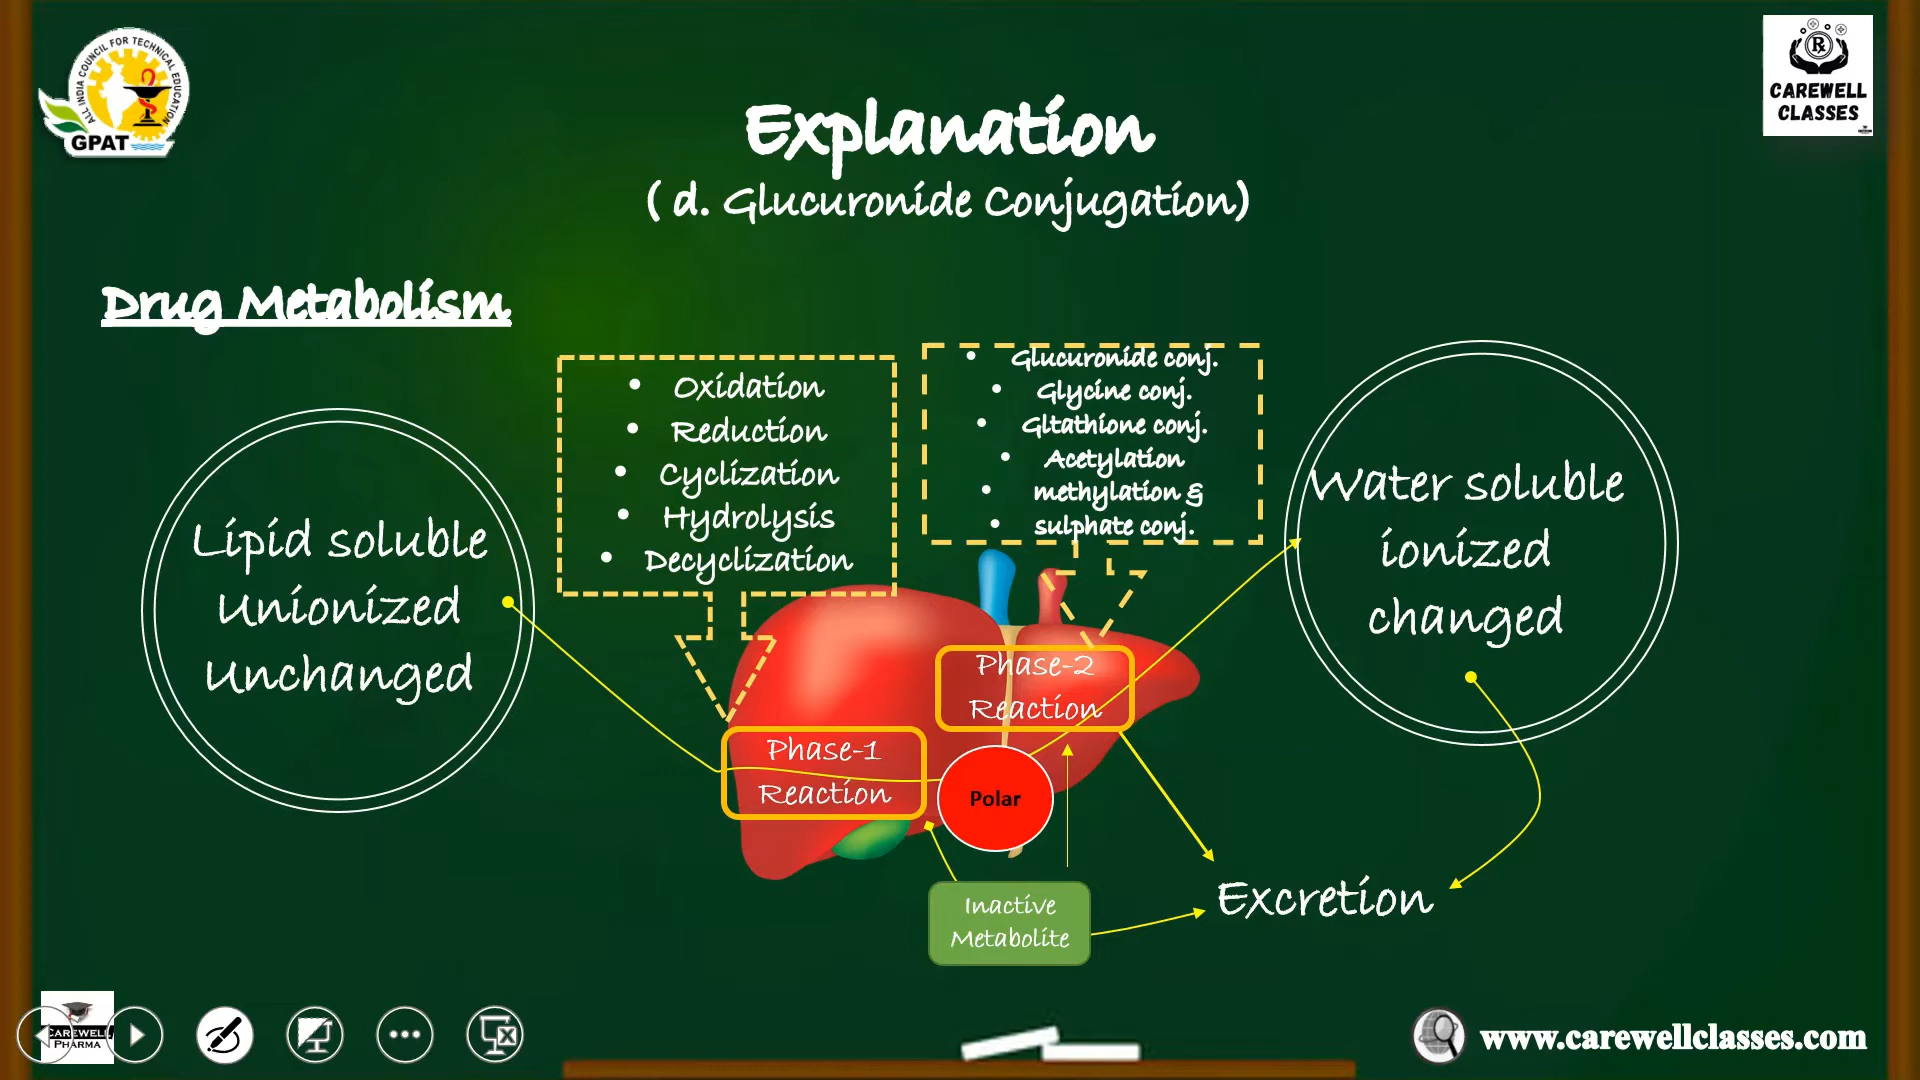 ALL INDIA COUNCIL FOR TECHNICAL EDUCATION
GPAT
CAREWELL
CLASSES
Explanation
( d. Glucuronide Conjugation)
Drug Metabolism
• Oxidation
• Reduction
• Cyclization
• Hydrolysis
• Decyclization
• Glucuronide conj.
• Glycine conj.
• Gltathione conj.
• Acetylation
• methylation &
• sulphate conj.
Lipid soluble
Unionized
Unchanged
Water soluble
ionized
changed
Phase-1
Reaction
Phase-2
Reaction
Polar
Inactive
Metabolite
Excretion
CAREWELL
PHARMA
www.carewellclasses.com